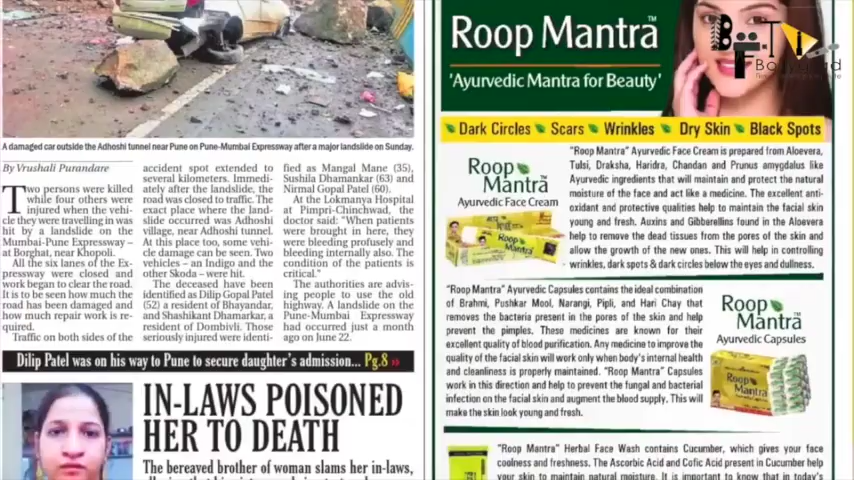 A damaged car outside the Adhoshi tunnel near Pune on Pune-Mumbai Expressway after a major landslide on Sunday.
By Vrushali Purandare
Two persons were killed
while four others were
injured when the vehi-
cle they were travelling in was
hit by a landslide on the
Mumbai-Pune Expressway –
at Borghat, near Khopoli.
All the six lanes of the Ex-
pressway were closed and
work began to clear the road.
It is to be seen how much the
road has been damaged and
how much repair work is re-
quired.
Traffic on both sides of the
accident spot extended to
several kilometers. Immedi-
ately after the landslide, the
road was closed to traffic. The
exact place where the land-
slide occurred was Adhoshi
village, near Adhoshi tunnel.
At this place too, some vehi-
cle damage can be seen. Two
vehicles – an Indigo and the
other Skoda – were hit.
The deceased have been
identified as Dilip Gopal Patel
(52) a resident of Bhayandar,
and Shashikant Dhamarkar, a
resident of Dombivli. Those
seriously injured were identi-
fied as Mangal Mane (35),
Sushila Dhamankar (63) and
Nirmal Gopal Patel (60).
At the Lokmanya Hospital
at Pimpri-Chinchwad, the
doctor said: "When patients
were brought in here, they
were bleeding profusely and
bleeding internally also. The
condition of the patients is
critical."
The authorities are advis-
ing people to use the old
highway. A landslide on the
Pune-Mumbai Expressway
had occurred just a month
ago on June 22.
Dilip Patel was on his way to Pune to secure daughter's admission... Pg.8 »
IN-LAWS POISONED
HER TO DEATH
The bereaved brother of woman slams her in-laws,
Roop Mantra™
'Ayurvedic Mantra for Beauty'
Dark Circles Scars Wrinkles Dry Skin Black Spots
Roop
Mantra™
Ayurvedic Face Cream
Roop Mantra
"Roop Mantra" Ayurvedic Face Cream is prepared from Aloevera,
Tulsi, Draksha, Haridra, Chandan and Prunus amygdalus like
Ayurvedic ingredients that will maintain and protect the natural
moisture of the face and act like a medicine. The excellent anti-
oxidant and protective qualities help to maintain the facial skin
young and fresh. Auxins and Gibberellins found in the Aloevera
help to remove the dead tissues from the pores of the skin and
allow the growth of the new ones. This will help in controlling
wrinkles, dark spots & dark circles below the eyes and dullness.
"Roop Mantra" Ayurvedic Capsules contains the ideal combination
of Brahmi, Pushkar Mool, Narangi, Pipli, and Hari Chay that
removes the bacteria present in the pores of the skin and help
prevent the pimples. These medicines are known for their
excellent quality of blood purification. Any medicine to improve the
quality of the facial skin will work only when body's internal health
and cleanliness is properly maintained. "Roop Mantra" Capsules
work in this direction and help to prevent the fungal and bacterial
infection on the facial skin and augment the blood supply. This will
make the skin look young and fresh.
Roop
Mantra™
Ayurvedic Capsules
Roop
Mantra
"Roop Mantra" Herbal Face Wash contains Cucumber, which gives your face
coolness and freshness. The Ascorbic Acid and Cofic Acid present in Cucumber help
your skin to maintain natural moisture. It is important to know that in today's